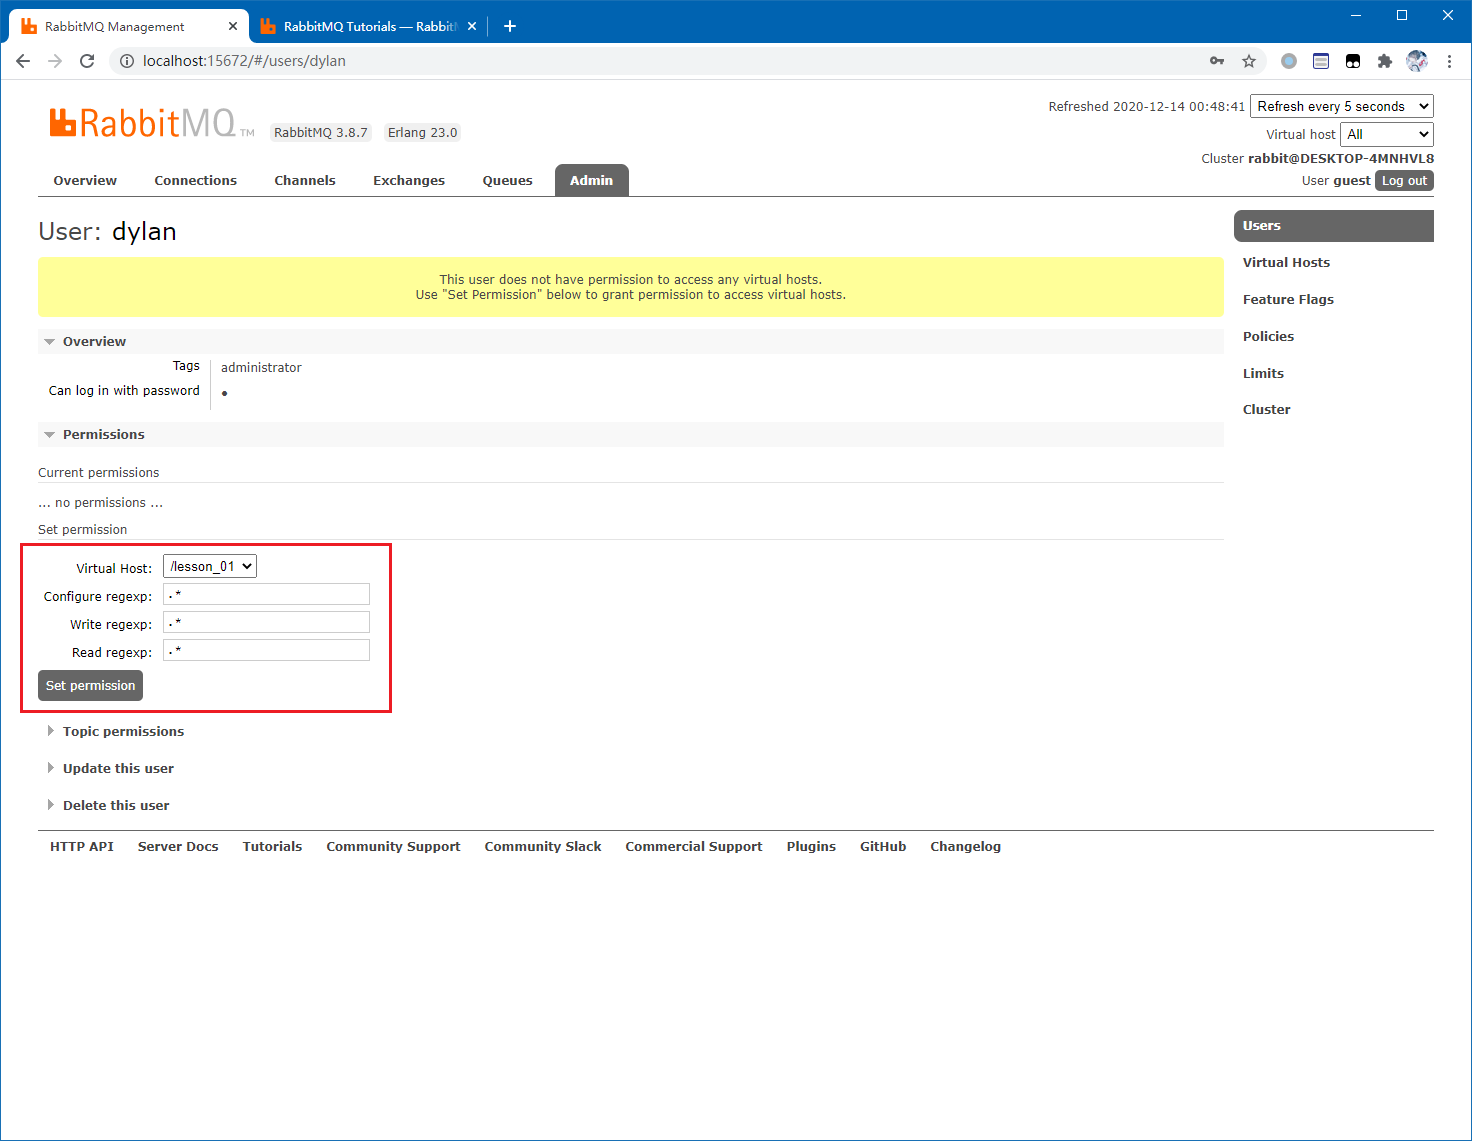 RabbitMQ Management
RabbitMQ Tutorials — Rabbit
localhost:15672/#/users/dylan
RabbitMQ TM
RabbitMQ 3.8.7
Erlang 23.0
Refreshed 2020-12-14 00:48:41
Refresh every 5 seconds
Virtual host
All
Cluster rabbit@DESKTOP-4MNHVL8
User guest
Log out
Overview
Connections
Channels
Exchanges
Queues
Admin
User: dylan
This user does not have permission to access any virtual hosts.
Use "Set Permission" below to grant permission to access virtual hosts.
Overview
Tags
administrator
Can log in with password
●
Permissions
Current permissions
... no permissions ...
Set permission
Virtual Host:
/lesson_01
Configure regexp:
.*
Write regexp:
.*
Read regexp:
.*
Set permission
Topic permissions
Update this user
Delete this user
Users
Virtual Hosts
Feature Flags
Policies
Limits
Cluster
HTTP API
Server Docs
Tutorials
Community Support
Community Slack
Commercial Support
Plugins
GitHub
Changelog